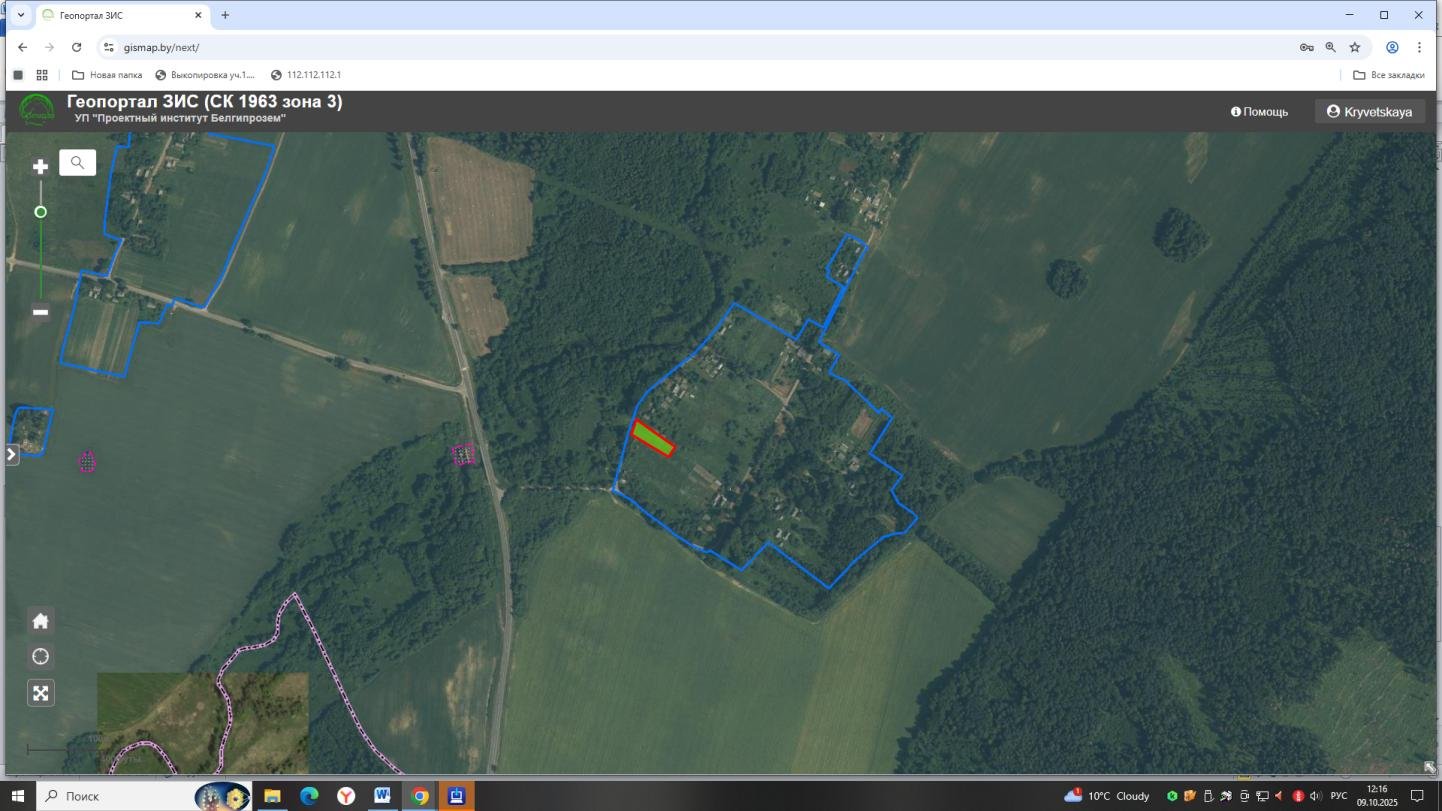 Геопортал ЗИС
gismap.by/next/
Новая папка
Выкопировка уч.1....
112.112.112.1
Все закладки
Геопортал ЗИС (СК 1963 зона 3)
УП "Проектный институт Белгипрозем"
Помощь
Kryvetskaya
Поиск
10°C Cloudy
РУС
12:16
09.10.2025